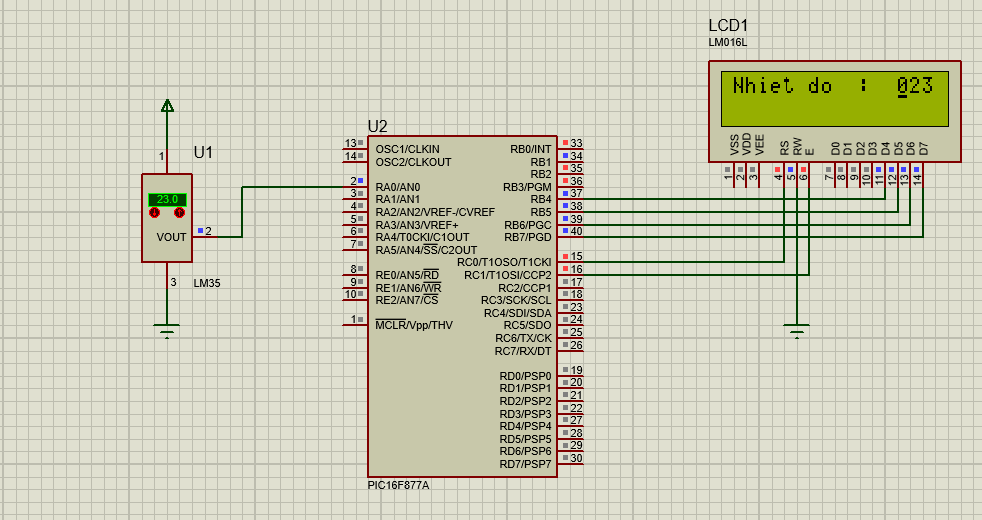 LCD1
LM016L
Nhiet do : 023
VSS VDD VEE RS RW E D0 D1 D2 D3 D4 D5 D6 D7
1 2 3 4 5 6 7 8 9 10 11 12 13 14
U1
1
23.0
VOUT 2
3
LM35
U2
13 OSC1/CLKIN
14 OSC2/CLKOUT
2 RA0/AN0
3 RA1/AN1
4 RA2/AN2/VREF-/CVREF
5 RA3/AN3/VREF+
6 RA4/T0CKI/C1OUT
7 RA5/AN4/SS/C2OUT
8 RE0/AN5/RD
9 RE1/AN6/WR
10 RE2/AN7/CS
1 MCLR/Vpp/THV
RB0/INT 33
RB1 34
RB2 35
RB3/PGM 36
RB4 37
RB5 38
RB6/PGC 39
RB7/PGD 40
RC0/T1OSO/T1CKI 15
RC1/T1OSI/CCP2 16
RC2/CCP1 17
RC3/SCK/SCL 18
RC4/SDI/SDA 23
RC5/SDO 24
RC6/TX/CK 25
RC7/RX/DT 26
RD0/PSP0 19
RD1/PSP1 20
RD2/PSP2 21
RD3/PSP3 22
RD4/PSP4 27
RD5/PSP5 28
RD6/PSP6 29
RD7/PSP7 30
PIC16F877A